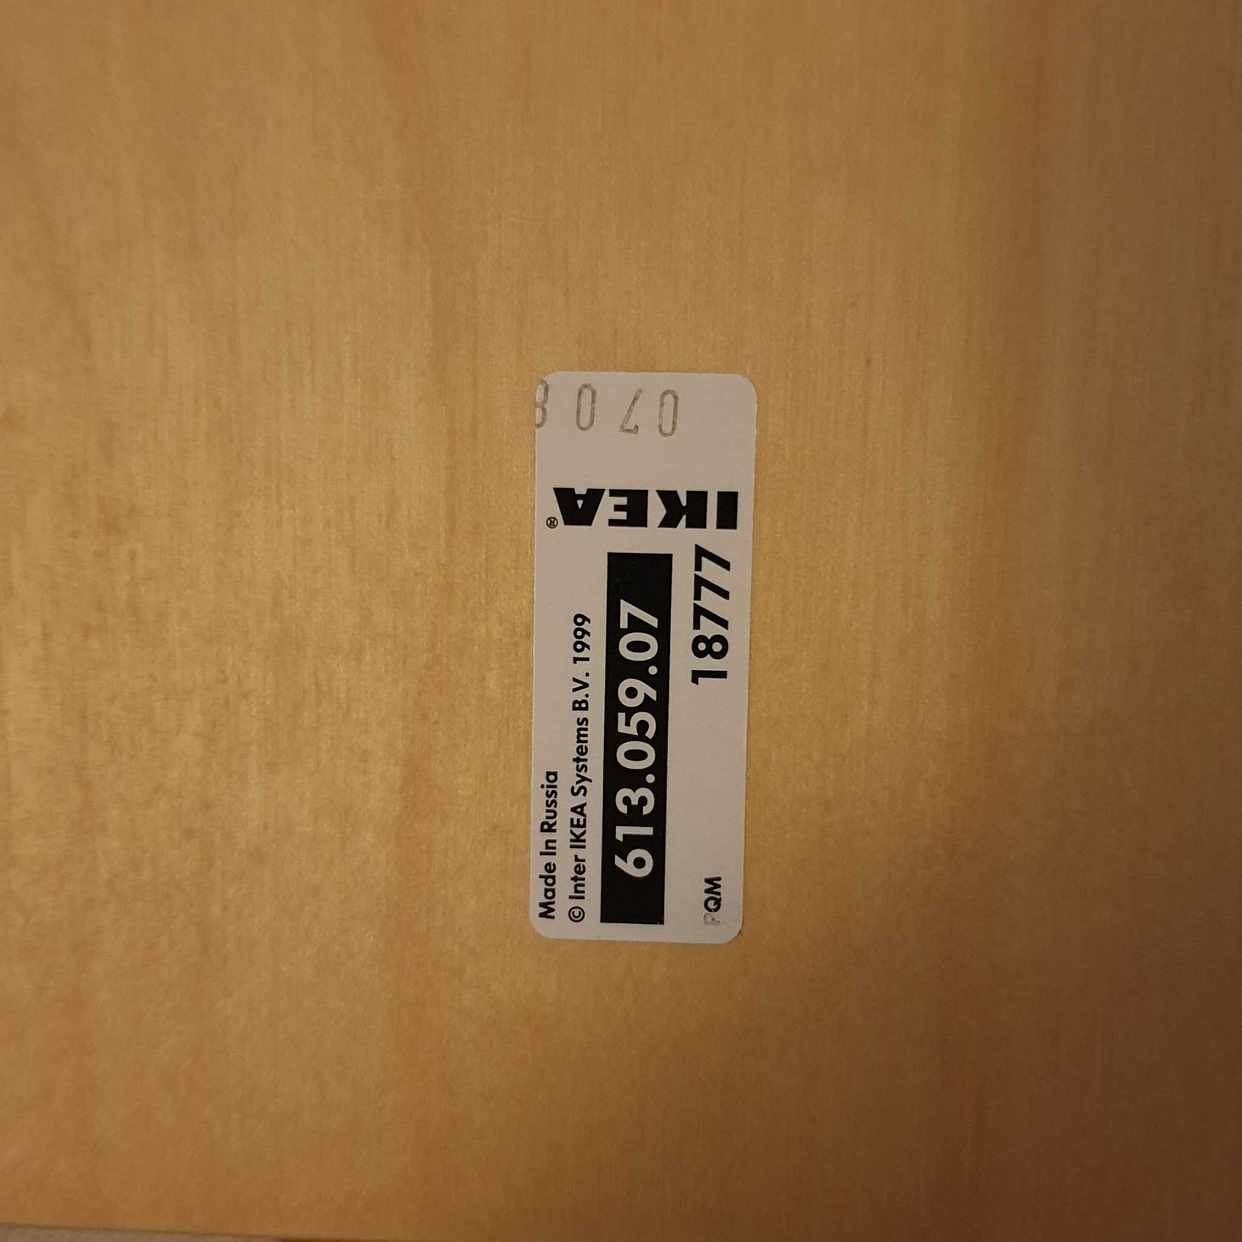 0708
IKEA®
Made In Russia
© Inter IKEA Systems B.V. 1999
613.059.07
18777
PQM